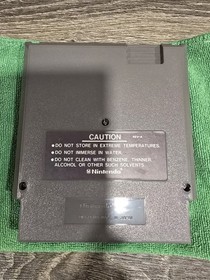 CAUTION
• DO NOT STORE IN EXTREME TEMPERATURES.
• DO NOT IMMERSE IN WATER.
• DO NOT CLEAN WITH BENZENE, THINNER,
ALCOHOL OR OTHER SUCH SOLVENTS.
Nintendo